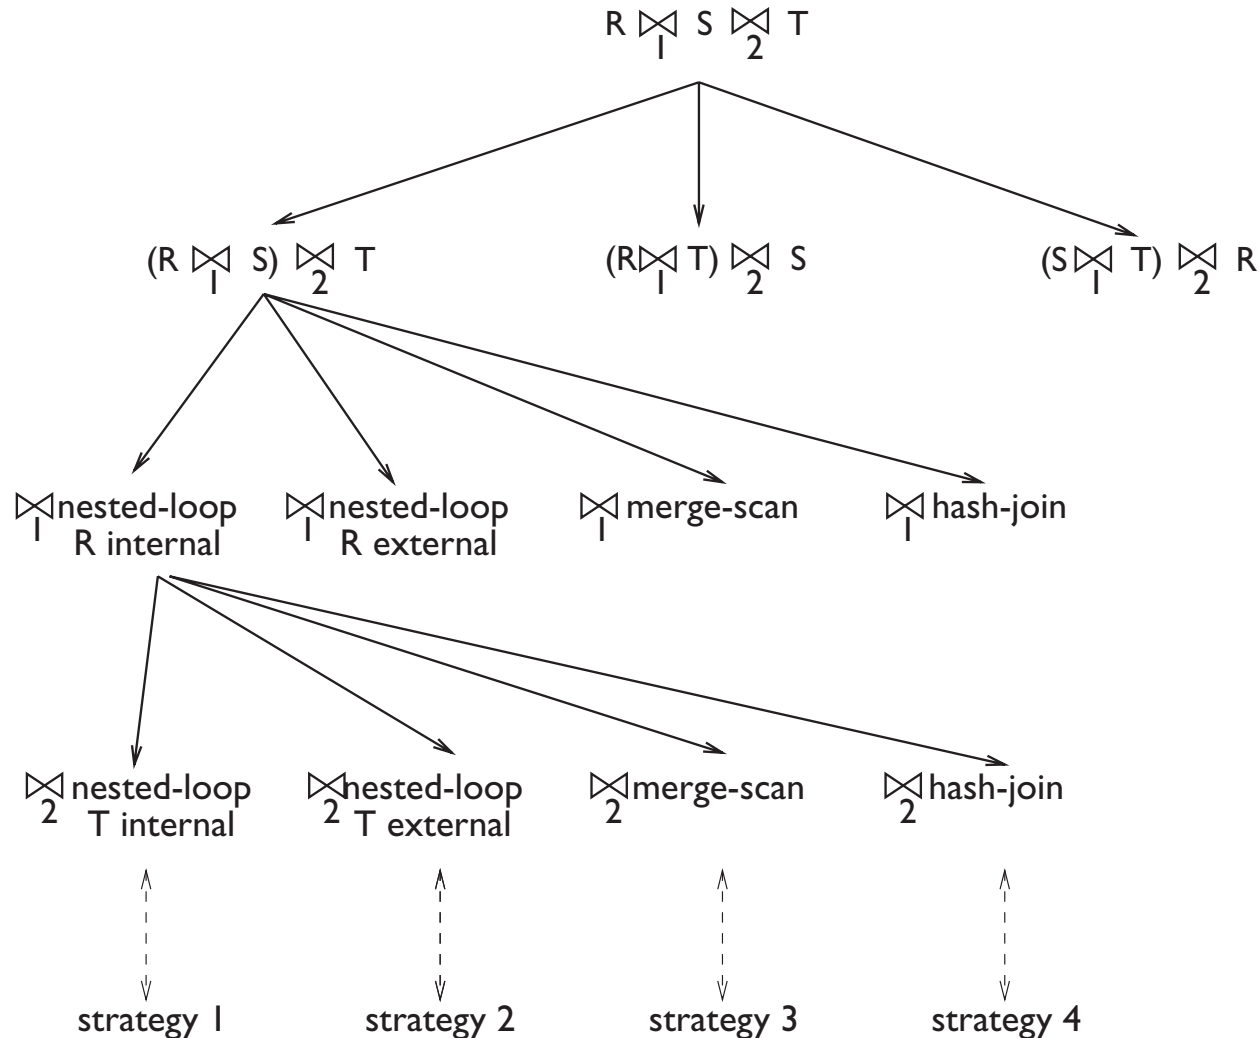 R ⋈1 S ⋈2 T
(R ⋈1 S) ⋈2 T
(R ⋈1 T) ⋈2 S
(S ⋈1 T) ⋈2 R
⋈1 nested-loop
R internal
⋈1 nested-loop
R external
⋈1 merge-scan
⋈1 hash-join
⋈2 nested-loop
T internal
⋈2 nested-loop
T external
⋈2 merge-scan
⋈2 hash-join
strategy 1
strategy 2
strategy 3
strategy 4